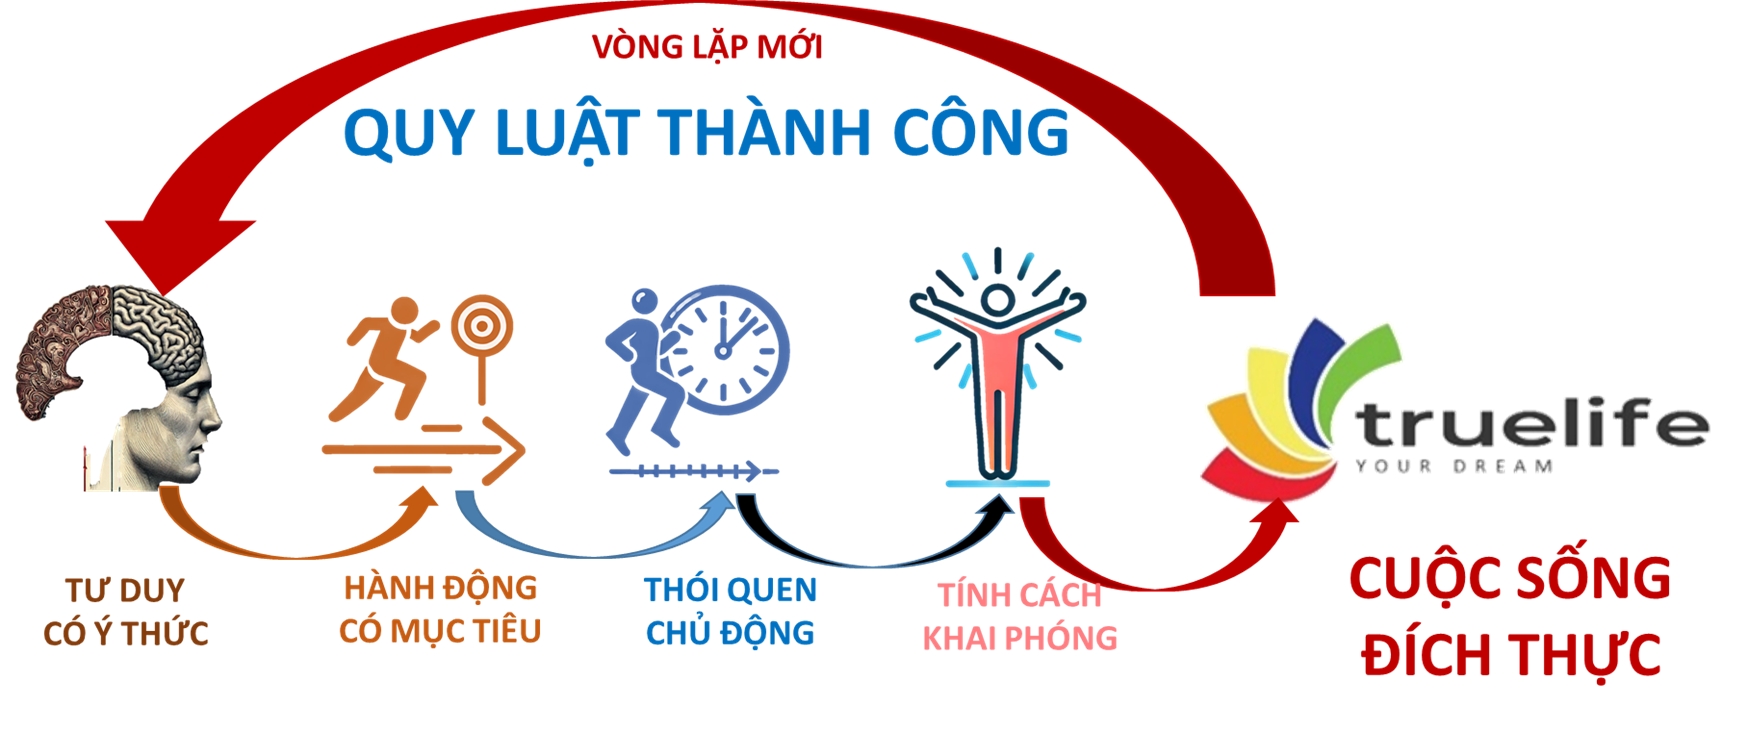 VÒNG LẶP MỚI
QUY LUẬT THÀNH CÔNG
truelife
YOUR DREAM
TƯ DUY
CÓ Ý THỨC
HÀNH ĐỘNG
CÓ MỤC TIÊU
THÓI QUEN
CHỦ ĐỘNG
TÍNH CÁCH
KHAI PHÓNG
CUỘC SỐNG
ĐÍCH THỰC